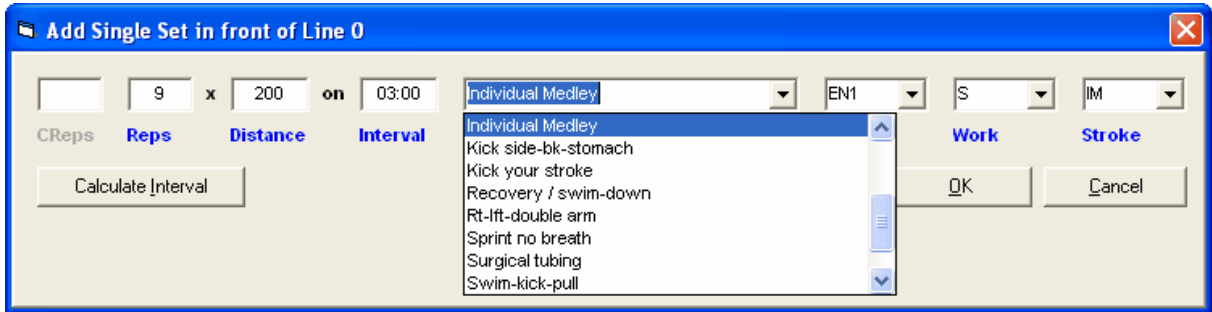 Add Single Set in front of Line 0
9 x 200 on 03:00 Individual Medley EN1 S IM
CReps Reps Distance Interval Work Stroke
Individual Medley
Kick side-bk-stomach
Kick your stroke
Recovery / swim-down
Rt-lft-double arm
Sprint no breath
Surgical tubing
Swim-kick-pull
Calculate Interval OK Cancel